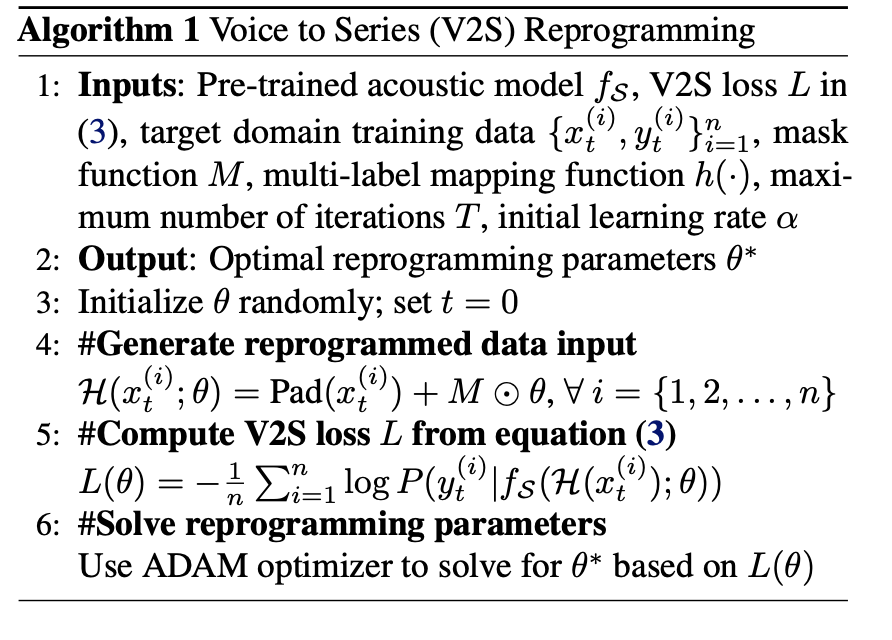 Algorithm 1 Voice to Series (V2S) Reprogramming
1: Inputs: Pre-trained acoustic model $f_{\mathcal{S}}$, V2S loss $L$ in
(3), target domain training data $\{x_t^{(i)}, y_t^{(i)}\}_{i=1}^n$, mask
function $M$, multi-label mapping function $h(\cdot)$, maxi-
mum number of iterations $T$, initial learning rate $\alpha$
2: Output: Optimal reprogramming parameters $\theta^*$
3: Initialize $\theta$ randomly; set $t = 0$
4: #Generate reprogrammed data input
$\mathcal{H}(x_t^{(i)}; \theta) = \text{Pad}(x_t^{(i)}) + M \odot \theta, \forall\, i = \{1, 2, \ldots, n\}$
5: #Compute V2S loss $L$ from equation (3)
$L(\theta) = -\frac{1}{n} \sum_{i=1}^n \log P(y_t^{(i)} | f_{\mathcal{S}}(\mathcal{H}(x_t^{(i)}); \theta))$
6: #Solve reprogramming parameters
Use ADAM optimizer to solve for $\theta^*$ based on $L(\theta)$